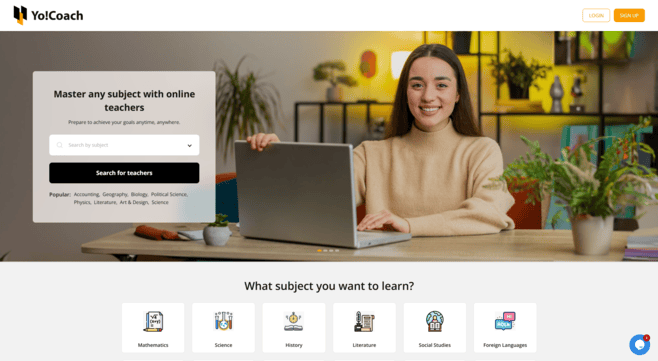 Yo!Coach
LOGIN
SIGN UP
Master any subject with online
teachers
Prepare to achieve your goals anytime, anywhere.
Search by subject
Search for teachers
Popular: Accounting, Geography, Biology, Political Science,
Physics, Literature, Art & Design, Science
What subject you want to learn?
Mathematics
Science
History
Literature
Social Studies
Foreign Languages